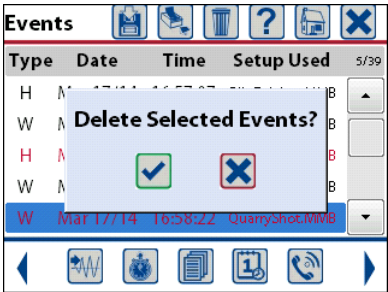 Events
Type Date Time Setup Used 5/39
H
W
Delete Selected Events?
H
W
W Mar 17/14 16:58:22 QuarryShot.MMB